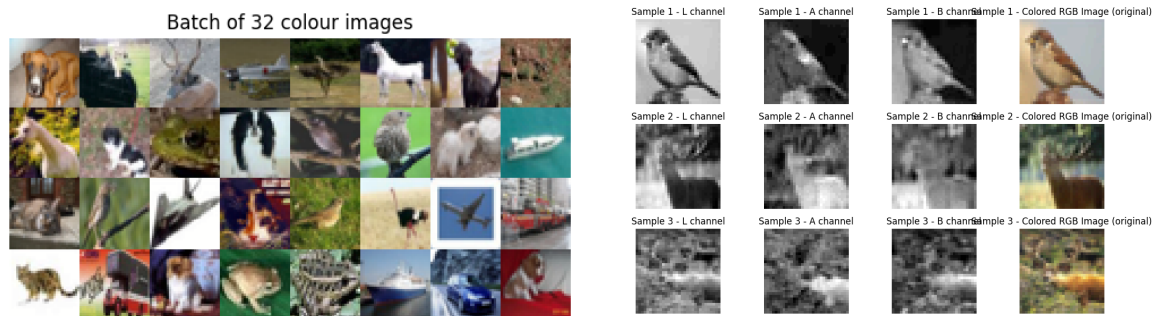 Batch of 32 colour images
Sample 1 - L channel
Sample 1 - A channel
Sample 1 - B channel
Sample 1 - Colored RGB Image (original)
Sample 2 - L channel
Sample 2 - A channel
Sample 2 - B channel
Sample 2 - Colored RGB Image (original)
Sample 3 - L channel
Sample 3 - A channel
Sample 3 - B channel
Sample 3 - Colored RGB Image (original)